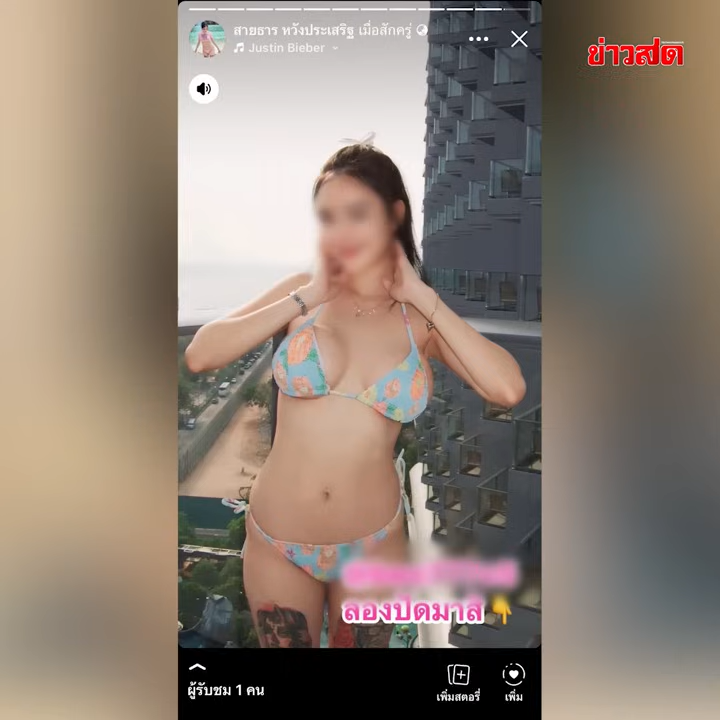 สายธาร หวังประเสริฐ เมื่อสักครู่
Justin Bieber
ข่าวสด
ลองปัดมาสิ
ผู้รับชม 1 คน
เพิ่มสตอรี่
เพิ่ม